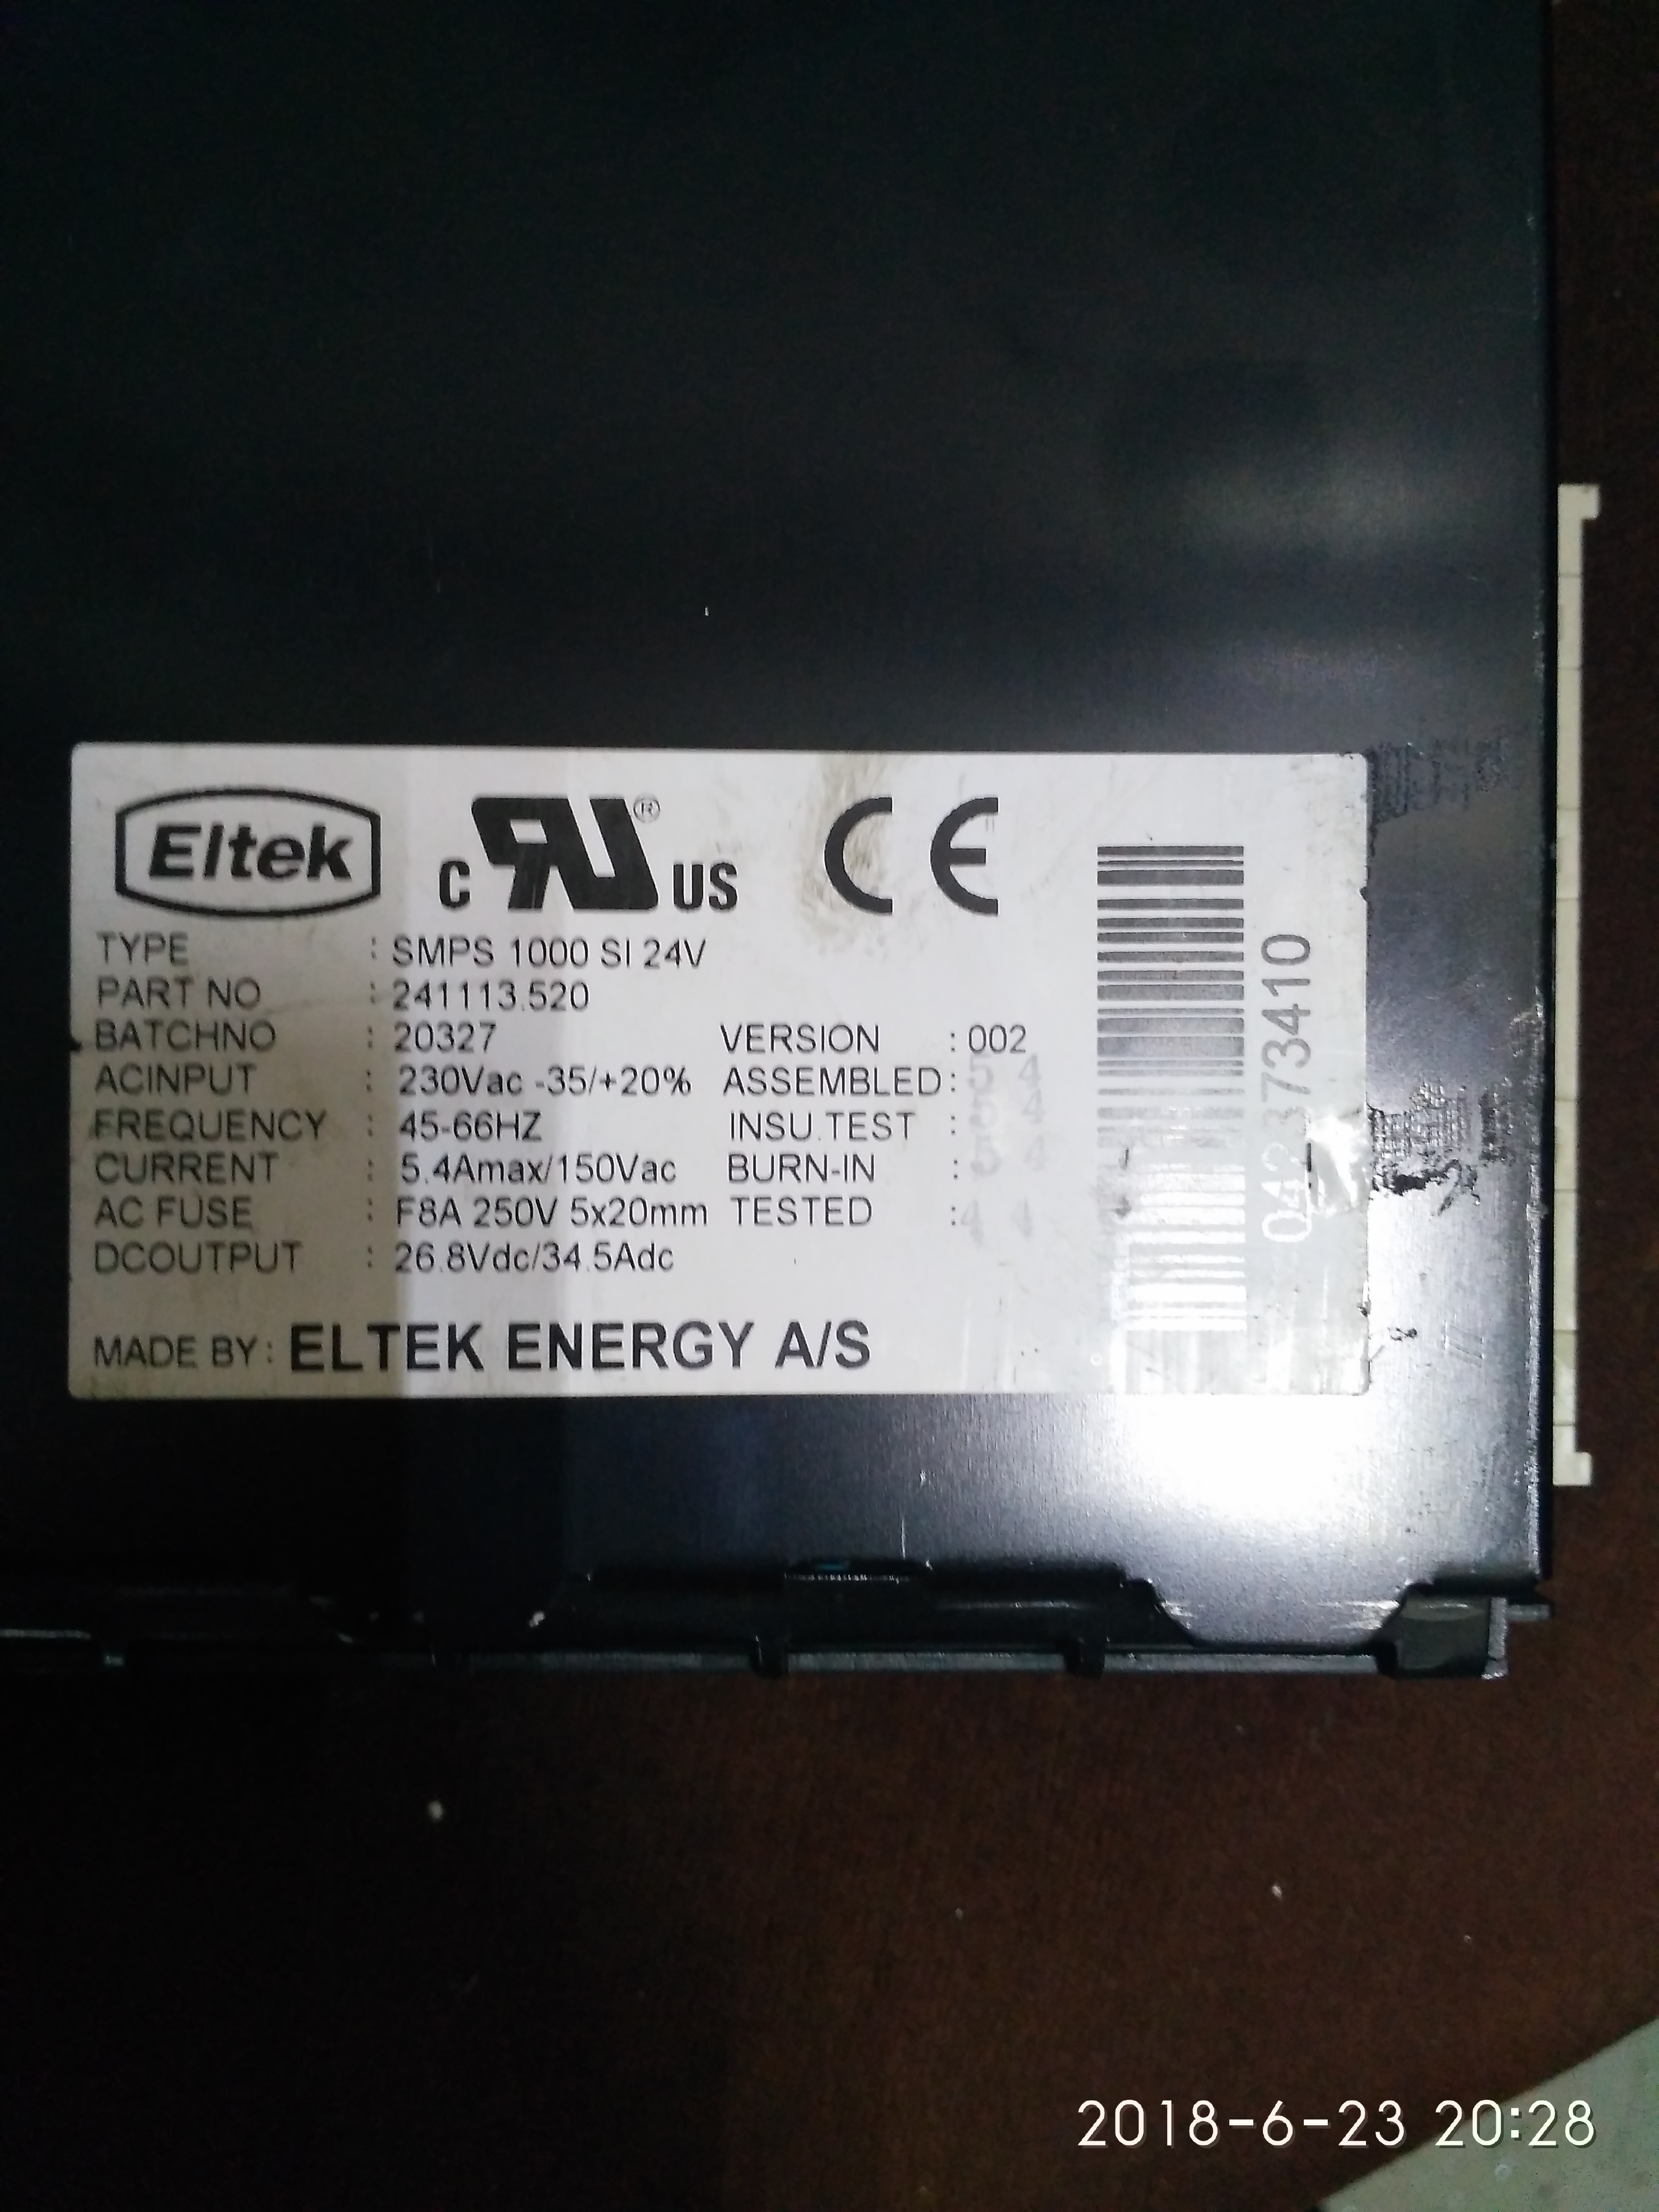 Eltek
c RU ® US
CE
TYPE : SMPS 1000 SI 24V
PART NO : 241113.520
BATCHNO : 20327 VERSION : 002
ACINPUT : 230Vac -35/+20% ASSEMBLED:
FREQUENCY : 45-66HZ INSU.TEST :
CURRENT : 5.4Amax/150Vac BURN-IN :
AC FUSE : F8A 250V 5x20mm TESTED :
DCOUTPUT : 26.8Vdc/34.5Adc
MADE BY: ELTEK ENERGY A/S
042373410
2018-6-23 20:28